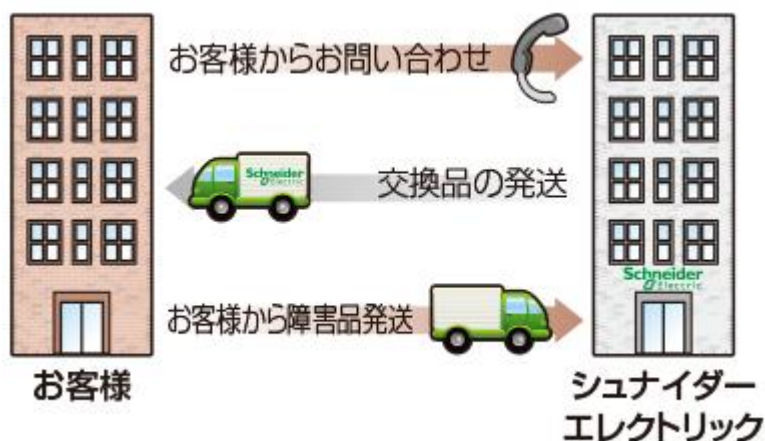 お客様からお問い合わせ
Schneider
Electric
交換品の発送
Schneider
Electric
お客様から障害品発送
お客様
シュナイダー
エレクトリック